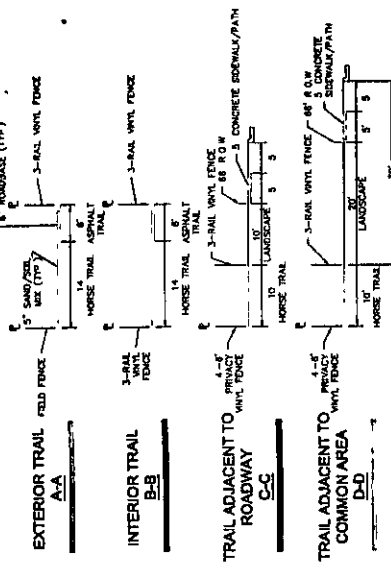 ROADBASE (TYP)
3-RAIL VINYL FENCE
5" SAND/SOIL
MIX (TYP)
FIELD FENCE
14
HORSE TRAIL
ASPHALT
TRAIL
EXTERIOR TRAIL
A-A
3-RAIL VINYL FENCE
3-RAIL
VINYL
FENCE
14
HORSE TRAIL
ASPHALT
TRAIL
INTERIOR TRAIL
B-B
3-RAIL VINYL FENCE
66 R O W
5 CONCRETE SIDEWALK/PATH
4-6'
PRIVACY
VINYL FENCE
10
HORSE TRAIL
10'
LANDSCAPE
5
5
TRAIL ADJACENT TO
ROADWAY
C-C
3-RAIL VINYL FENCE
66' R O W
5 CONCRETE
SIDEWALK/PATH
4-6'
PRIVACY
VINYL FENCE
10'
HORSE TRAIL
20'
LANDSCAPE
5'
5
TRAIL ADJACENT TO
COMMON AREA
D-D